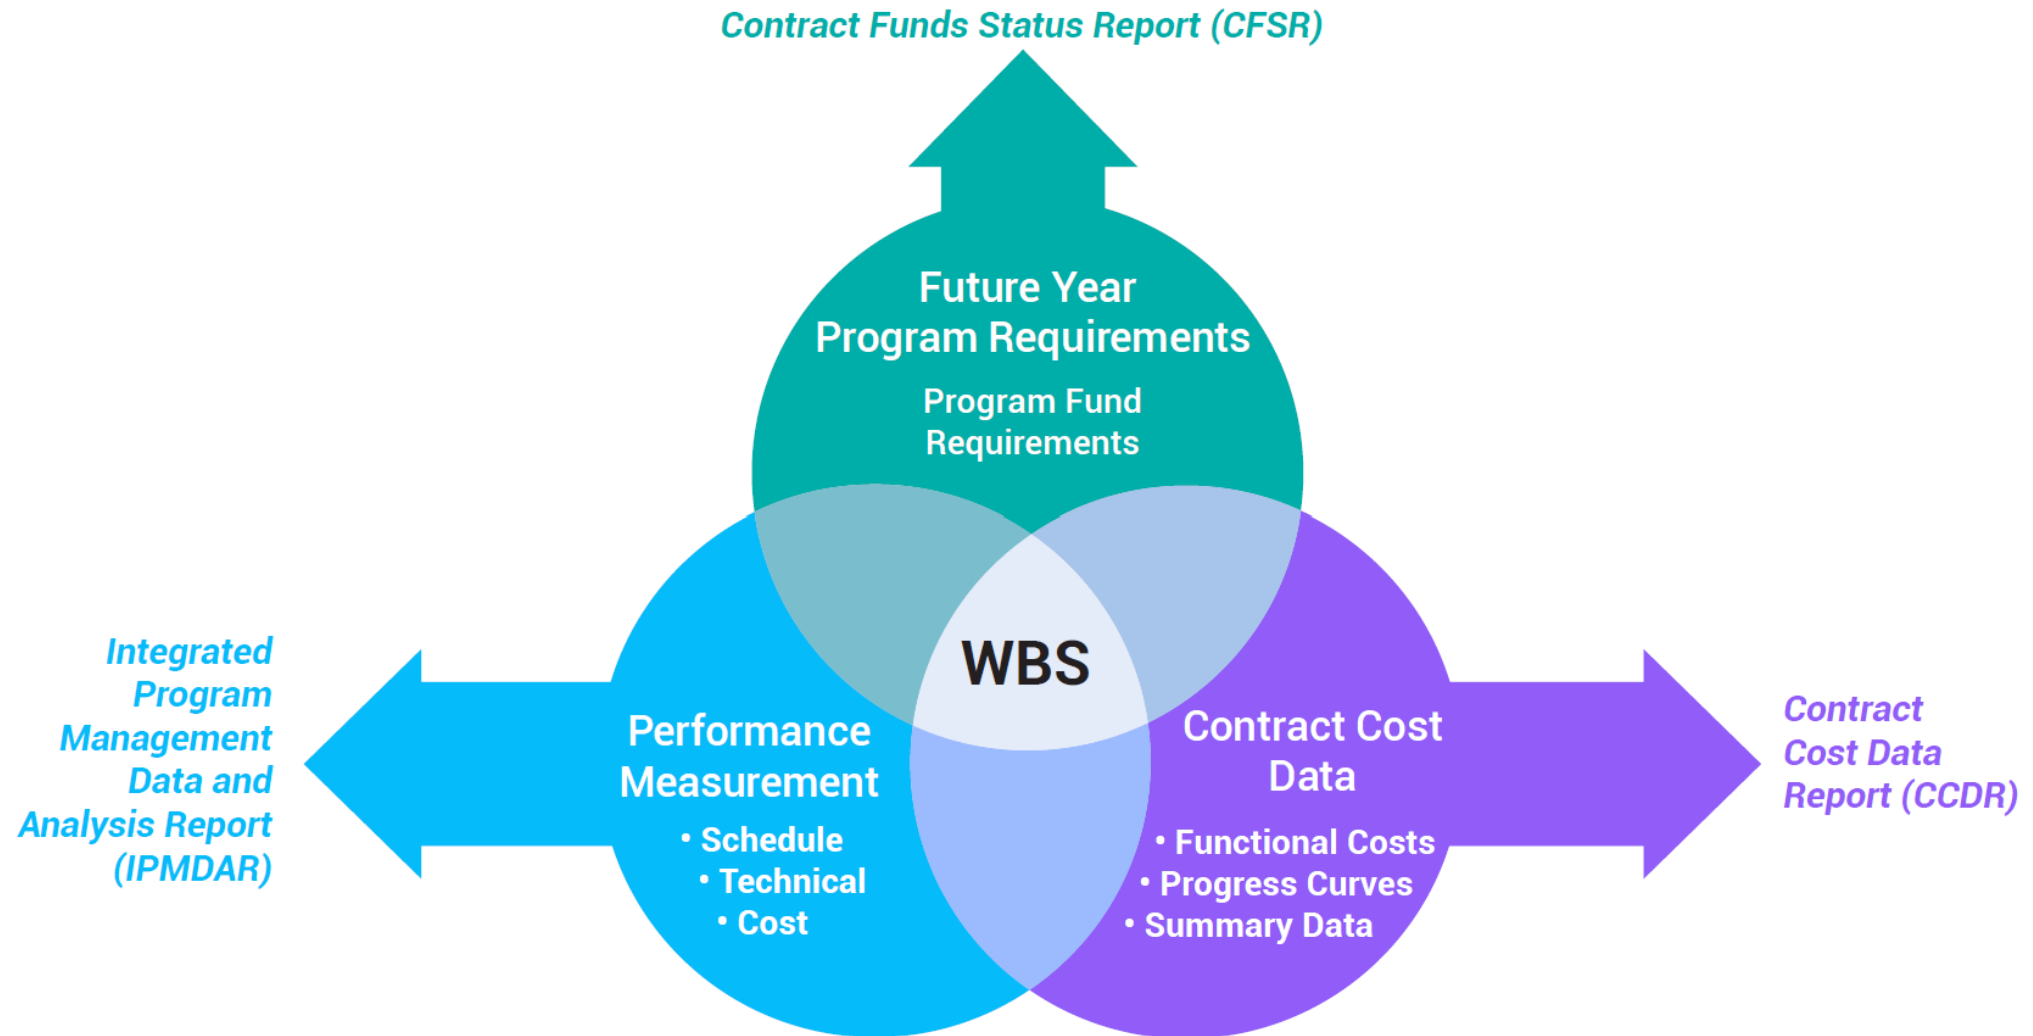 Contract Funds Status Report (CFSR)
Future Year
Program Requirements
Program Fund
Requirements
WBS
Integrated
Program
Management
Data and
Analysis Report
(IPMDAR)
Performance
Measurement
• Schedule
• Technical
• Cost
Contract Cost
Data
• Functional Costs
• Progress Curves
• Summary Data
Contract
Cost Data
Report (CCDR)